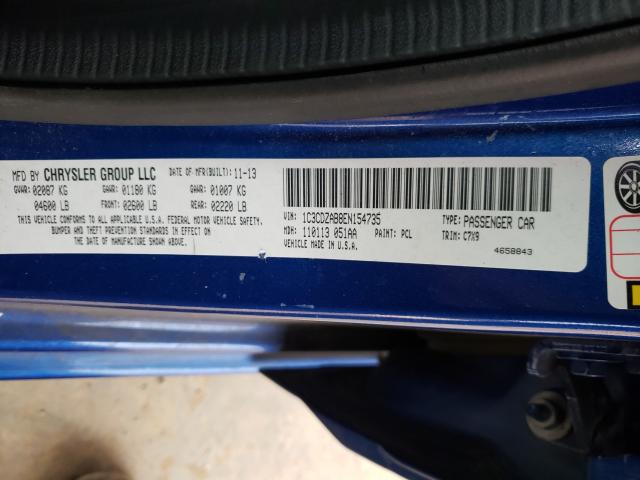 MFD BY CHRYSLER GROUP LLC DATE OF MFR(BUILT): 11-13
GVWR: 02087 KG GAWR: 01180 KG GAWR: 01007 KG
04600 LB FRONT: 02600 LB REAR: 02220 LB
THIS VEHICLE CONFORMS TO ALL APPLICABLE U.S.A. FEDERAL MOTOR VEHICLE SAFETY,
BUMPER AND THEFT PREVENTION STANDARDS IN EFFECT ON
THE DATE OF MANUFACTURE SHOWN ABOVE.
VIN: 1C3CDZAB8EN154735 TYPE: PASSENGER CAR
MDH: 110113 051AA PAINT: PCL TRIM: C7X9
VEHICLE MADE IN U.S.A. 4658843